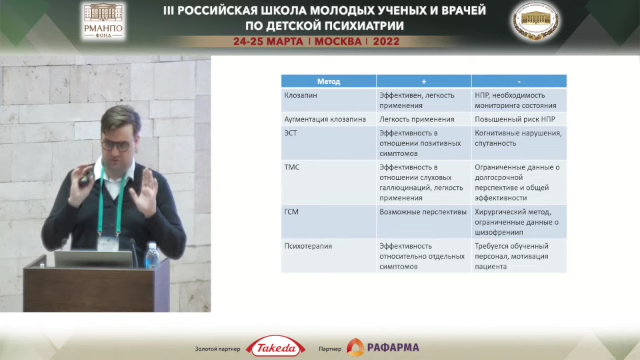 III РОССИЙСКАЯ ШКОЛА МОЛОДЫХ УЧЕНЫХ И ВРАЧЕЙ
ПО ДЕТСКОЙ ПСИХИАТРИИ
24-25 МАРТА | МОСКВА | 2022
РМАНПО
ФОНД
Метод + -
Клозапин Эффективен, легкость НПР, необходимость
применения мониторинга состояния
Аугментация клозапина Легкость применения Повышенный риск НПР
ЭСТ Эффективность в Когнитивные нарушения,
отношении позитивных спутанность
симптомов
ТМС Эффективность в Ограниченные данные о
отношении слуховых долгосрочной
галлюцинаций, легкость перспективе и общей
применения эффективности
ГСМ Возможные перспективы Хирургический метод,
ограниченные данные о
шизофрении
Психотерапия Эффективность Требуется обученный
относительно отдельных персонал, мотивация
симптомов пациента
Золотой партнер Takeda Партнер РАФАРМА